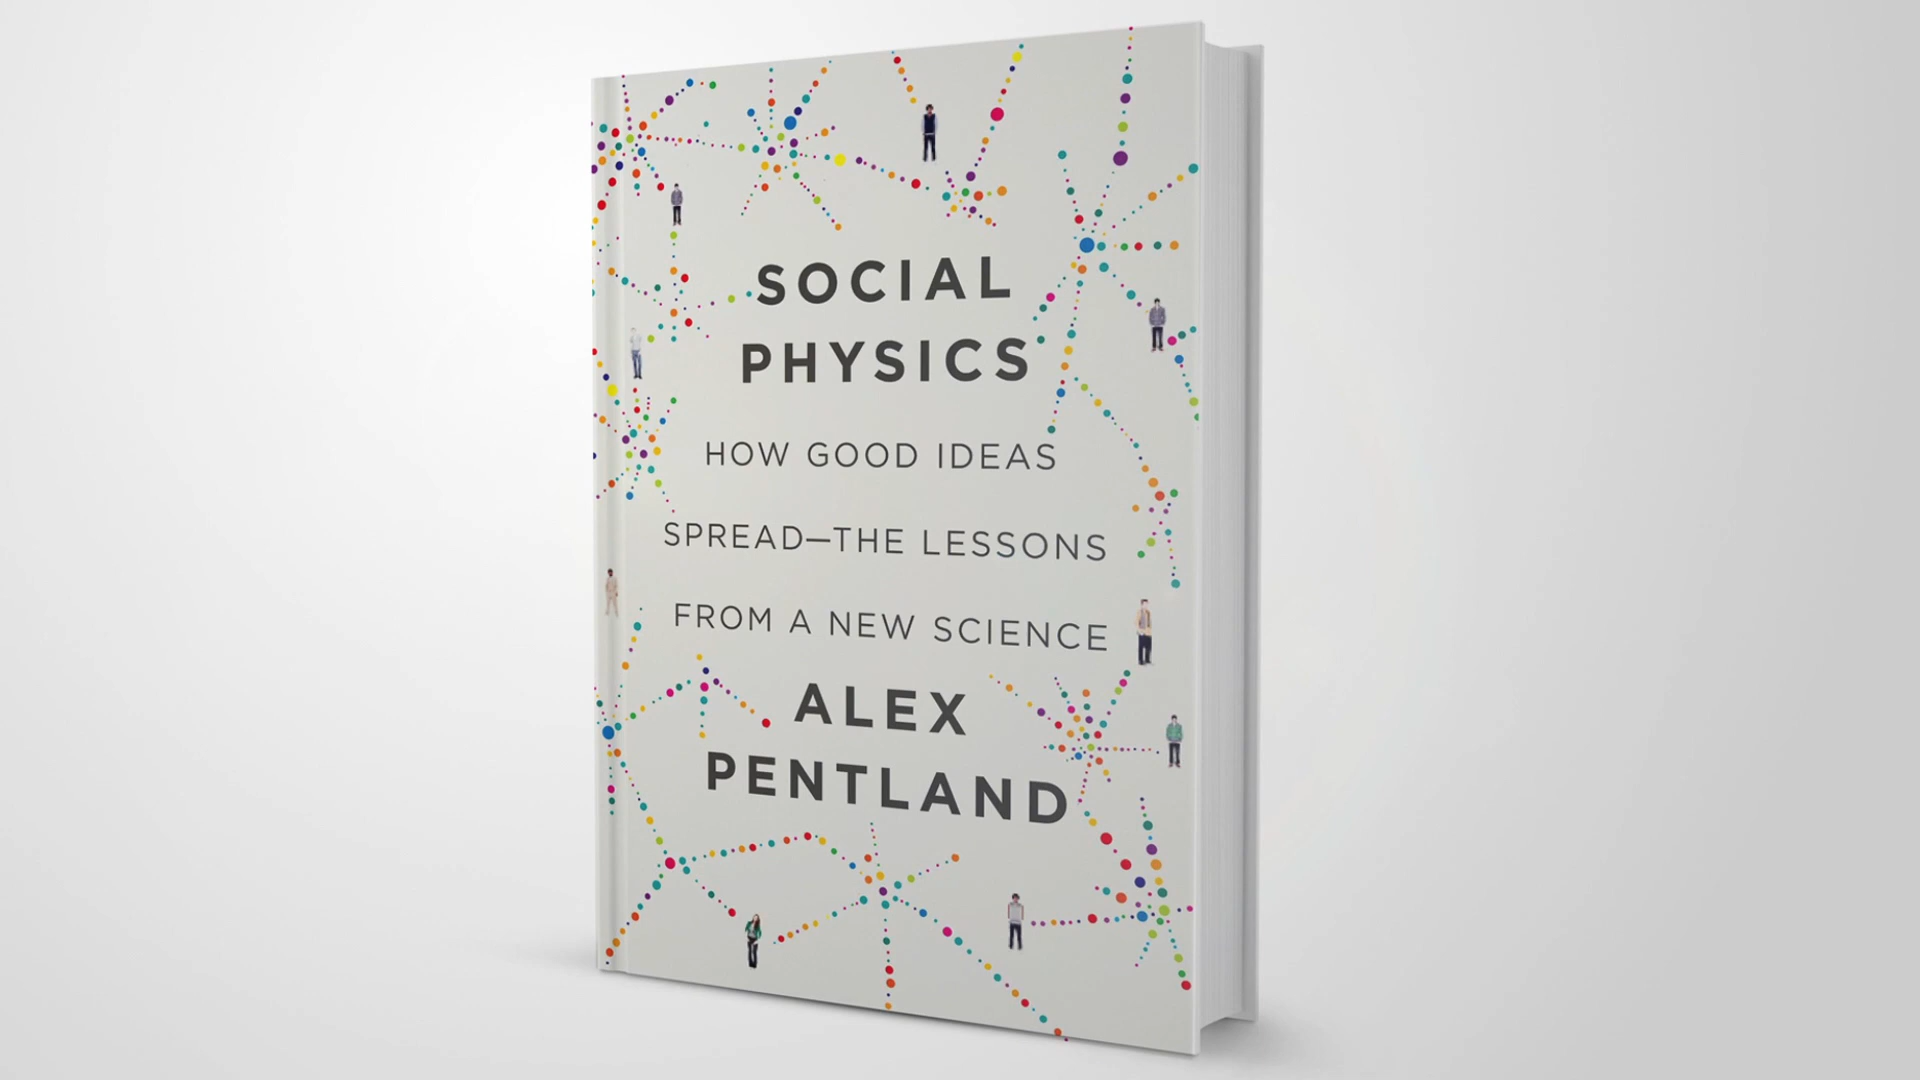 SOCIAL
PHYSICS
HOW GOOD IDEAS
SPREAD—THE LESSONS
FROM A NEW SCIENCE
ALEX
PENTLAND